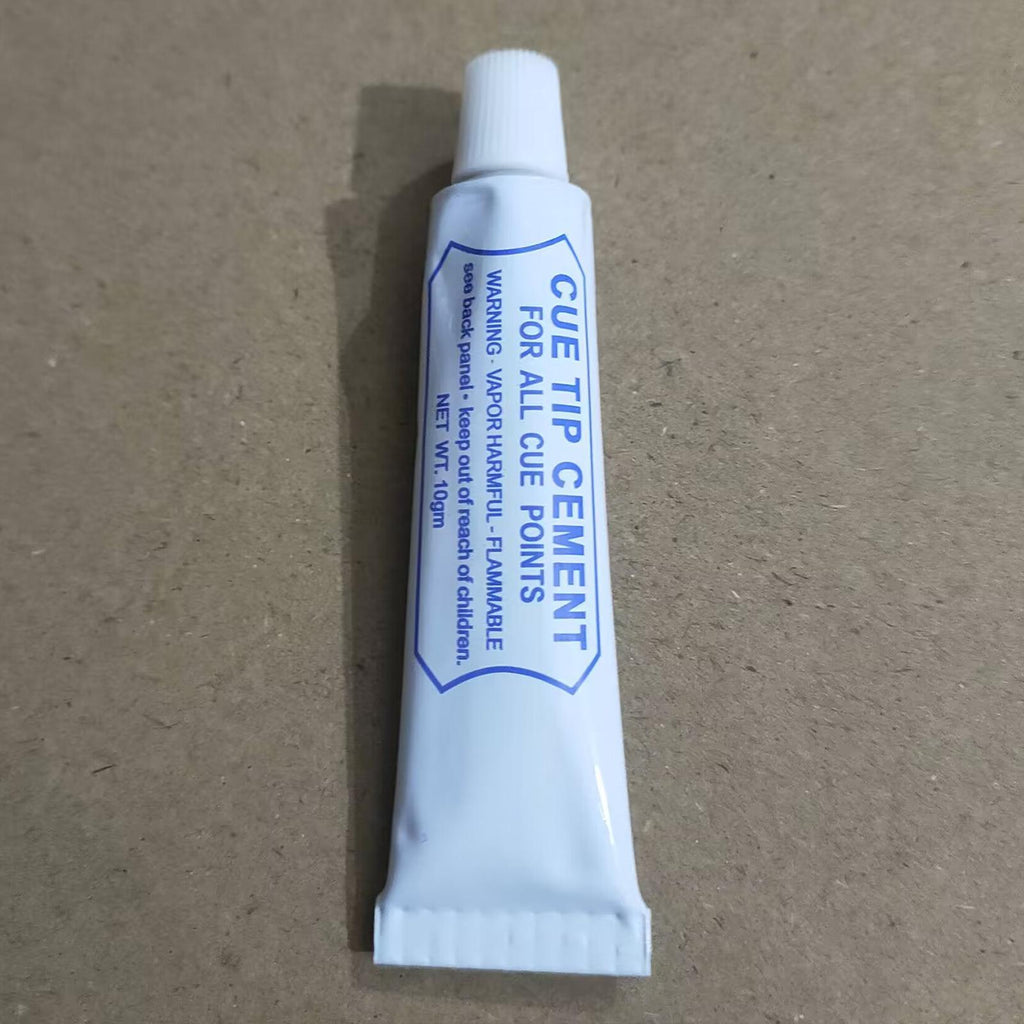 CUE TIP CEMENT
FOR ALL CUE POINTS
WARNING - VAPOR HARMFUL - FLAMMABLE
see back panel • keep out of reach of children.
NET WT. 10gm